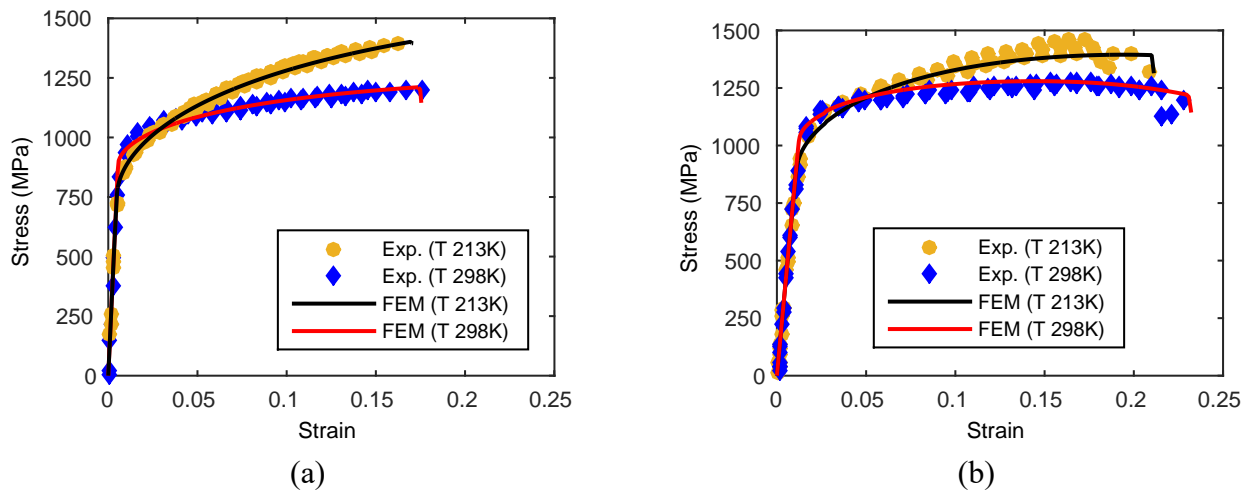 1500
1250
1000
750
500
250
0
Stress (MPa)
0 0.05 0.1 0.15 0.2 0.25
Strain
Exp. (T 213K)
Exp. (T 298K)
FEM (T 213K)
FEM (T 298K)
(a)
1500
1250
1000
750
500
250
0
Stress (MPa)
0 0.05 0.1 0.15 0.2 0.25
Strain
Exp. (T 213K)
Exp. (T 298K)
FEM (T 213K)
FEM (T 298K)
(b)